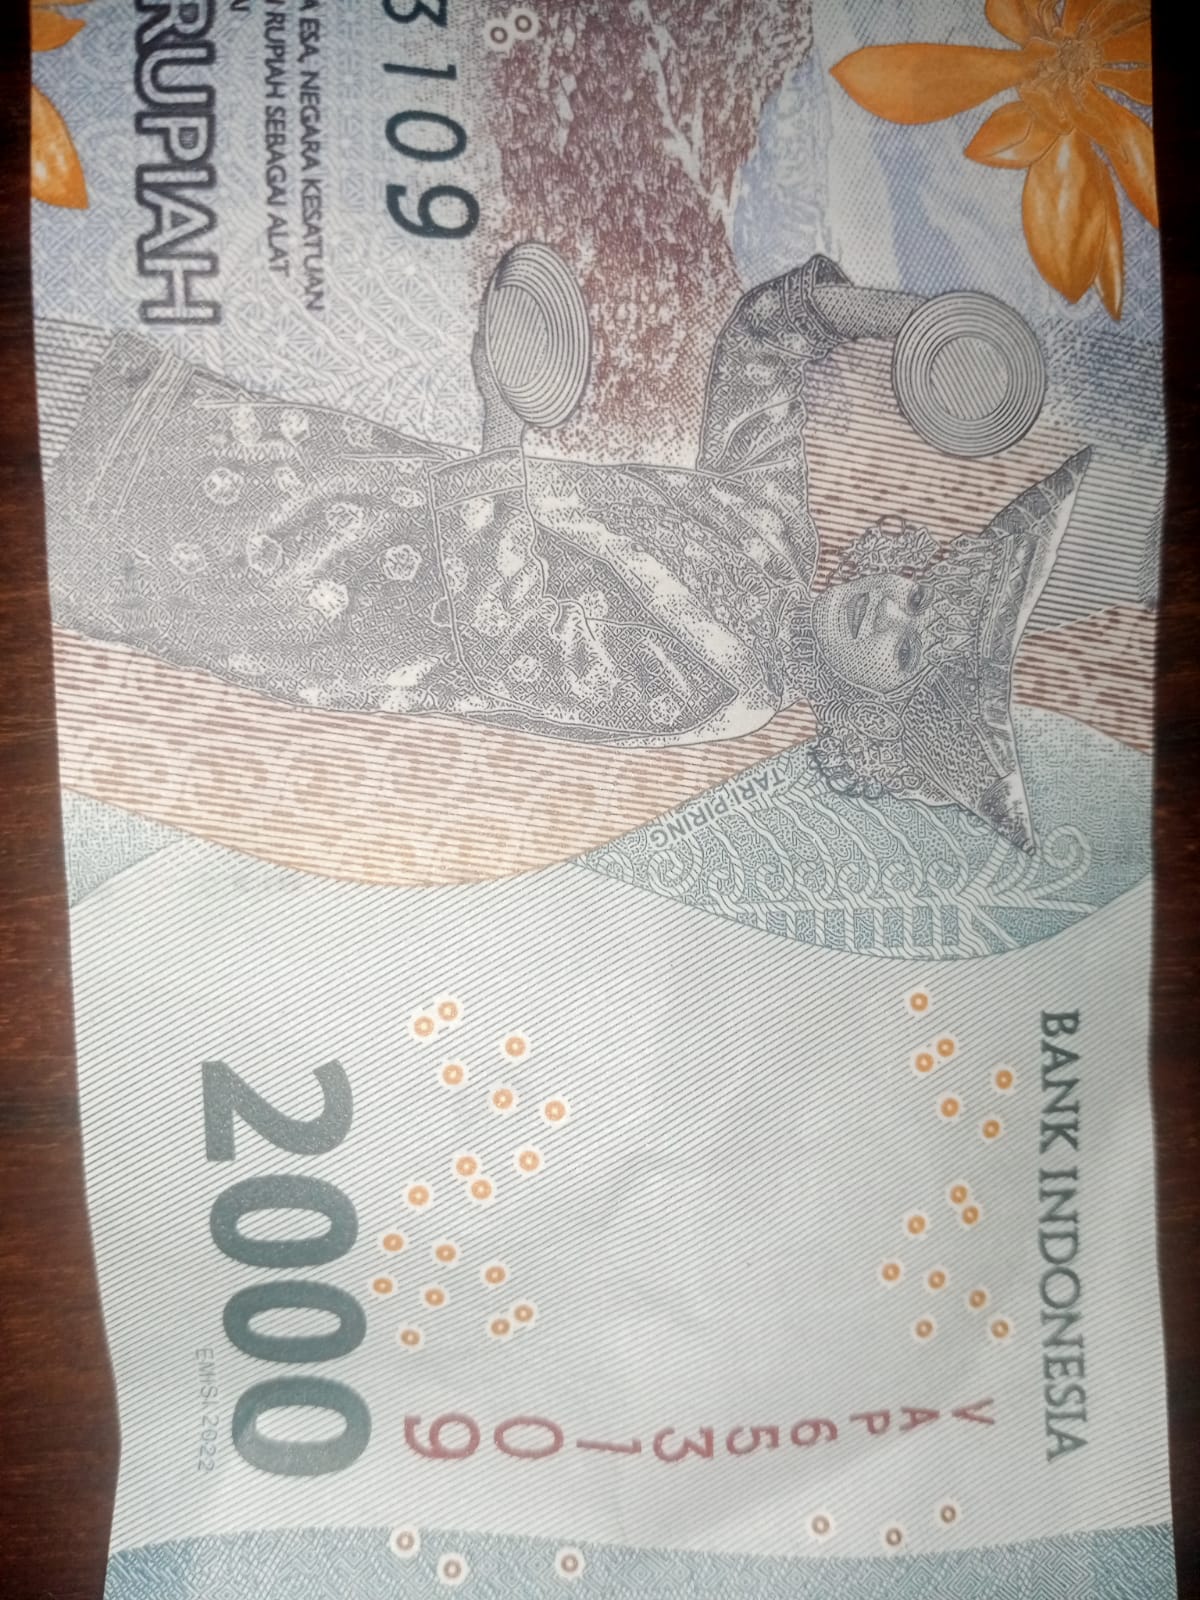 BANK INDONESIA
VAP653109
TARI PIRING
3109
A ESA, NEGARA KESATUAN
RUPIAH SEBAGAI ALAT
RUPIAH
2000
EMISI 2022